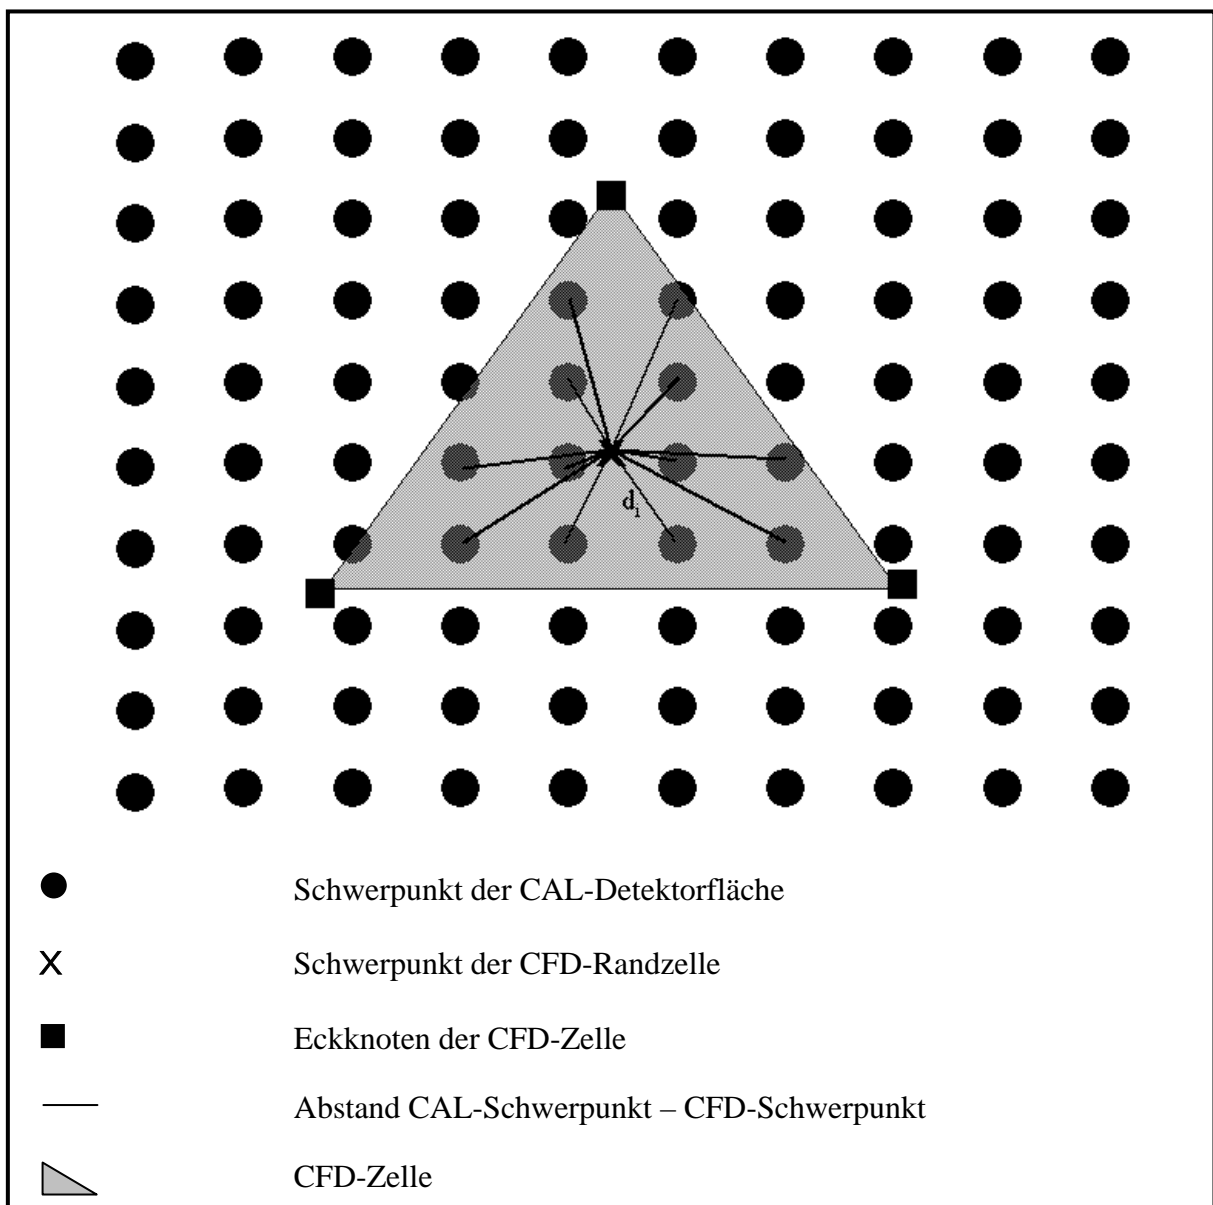 di
Schwerpunkt der CAL-Detektorfläche
x Schwerpunkt der CFD-Randzelle
Eckknoten der CFD-Zelle
Abstand CAL-Schwerpunkt – CFD-Schwerpunkt
CFD-Zelle